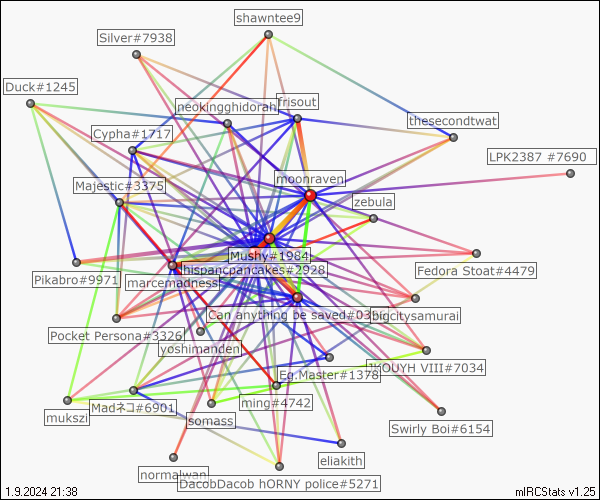 shawntee9
Silver#7938
Duck#1245
neokingghidorah
frisout
thesecondtwat
Cypha#1717
LPK2387 #7690
moonraven
Majestic#3375
zebula
Mushy#1984
hispancpancakes#2928
Fedora Stoat#4479
Pikabro#9971
marcemadness
Can anything be saved#03
bigcitysamurai
Pocket Persona#3326
yoshimanden
VIII#7034
Eg.Master#1378
ming#4742
mukszi
Madネコ#6901
somass
Swirly Boi#6154
eliakith
normalwan
DacobDacob hORNY police#5271
1.9.2024 21:38
mIRCStats v1.25